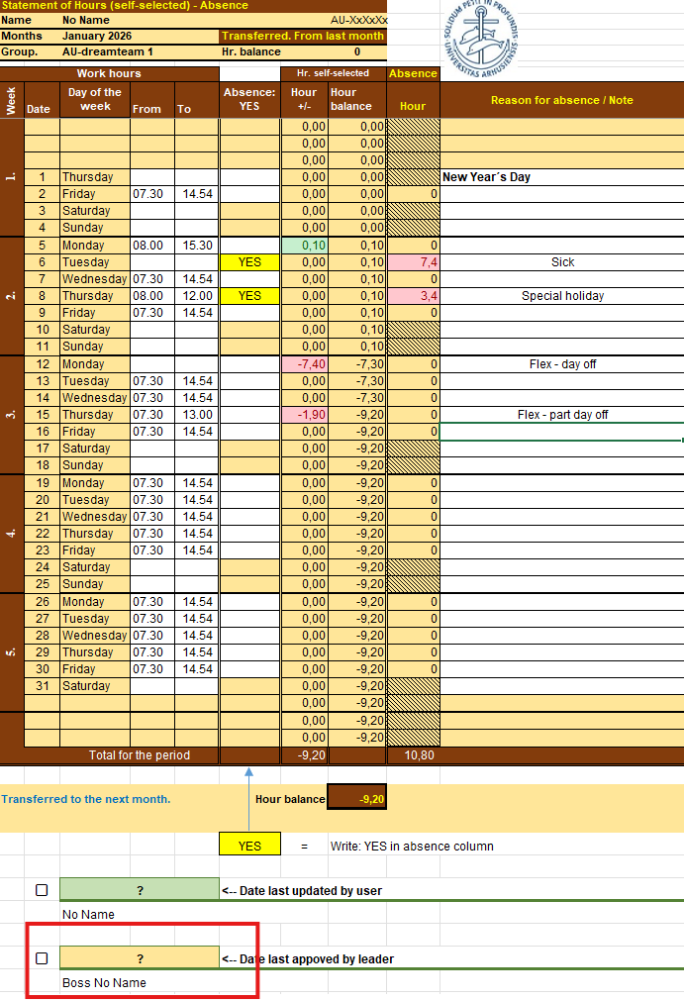 Statement of Hours (self-selected) - Absence
Name No Name AU-XxXxXx
Months January 2026 Transferred. From last month
Group. AU-dreamteam 1 Hr. balance 0
SOLIDUM PETIT IN PROFUNDIS
UNIVERSITAS ARHUSIENSIS
Work hours Hr. self-selected Absence
Week Date Day of the week From To Absence: YES Hour +/- Hour balance Hour Reason for absence / Note
0,00 0,00
0,00 0,00
0,00 0,00
1.
1 Thursday 0,00 0,00 New Year´s Day
2 Friday 07.30 14.54 0,00 0,00 0
3 Saturday 0,00 0,00
4 Sunday 0,00 0,00
2.
5 Monday 08.00 15.30 0,10 0,10 0
6 Tuesday YES 0,00 0,10 7,4 Sick
7 Wednesday 07.30 14.54 0,00 0,10 0
8 Thursday 08.00 12.00 YES 0,00 0,10 3,4 Special holiday
9 Friday 07.30 14.54 0,00 0,10 0
10 Saturday 0,00 0,10
11 Sunday 0,00 0,10
3.
12 Monday -7,40 -7,30 0 Flex - day off
13 Tuesday 07.30 14.54 0,00 -7,30 0
14 Wednesday 07.30 14.54 0,00 -7,30 0
15 Thursday 07.30 13.00 -1,90 -9,20 0 Flex - part day off
16 Friday 07.30 14.54 0,00 -9,20 0
17 Saturday 0,00 -9,20
18 Sunday 0,00 -9,20
4.
19 Monday 07.30 14.54 0,00 -9,20 0
20 Tuesday 07.30 14.54 0,00 -9,20 0
21 Wednesday 07.30 14.54 0,00 -9,20 0
22 Thursday 07.30 14.54 0,00 -9,20 0
23 Friday 07.30 14.54 0,00 -9,20 0
24 Saturday 0,00 -9,20
25 Sunday 0,00 -9,20
5.
26 Monday 07.30 14.54 0,00 -9,20 0
27 Tuesday 07.30 14.54 0,00 -9,20 0
28 Wednesday 07.30 14.54 0,00 -9,20 0
29 Thursday 07.30 14.54 0,00 -9,20 0
30 Friday 07.30 14.54 0,00 -9,20 0
31 Saturday 0,00 -9,20
0,00 -9,20
0,00 -9,20
0,00 -9,20
Total for the period -9,20 10,80
Transferred to the next month. Hour balance -9,20
YES = Write: YES in absence column
? <-- Date last updated by user
No Name
? <-- Date last appoved by leader
Boss No Name